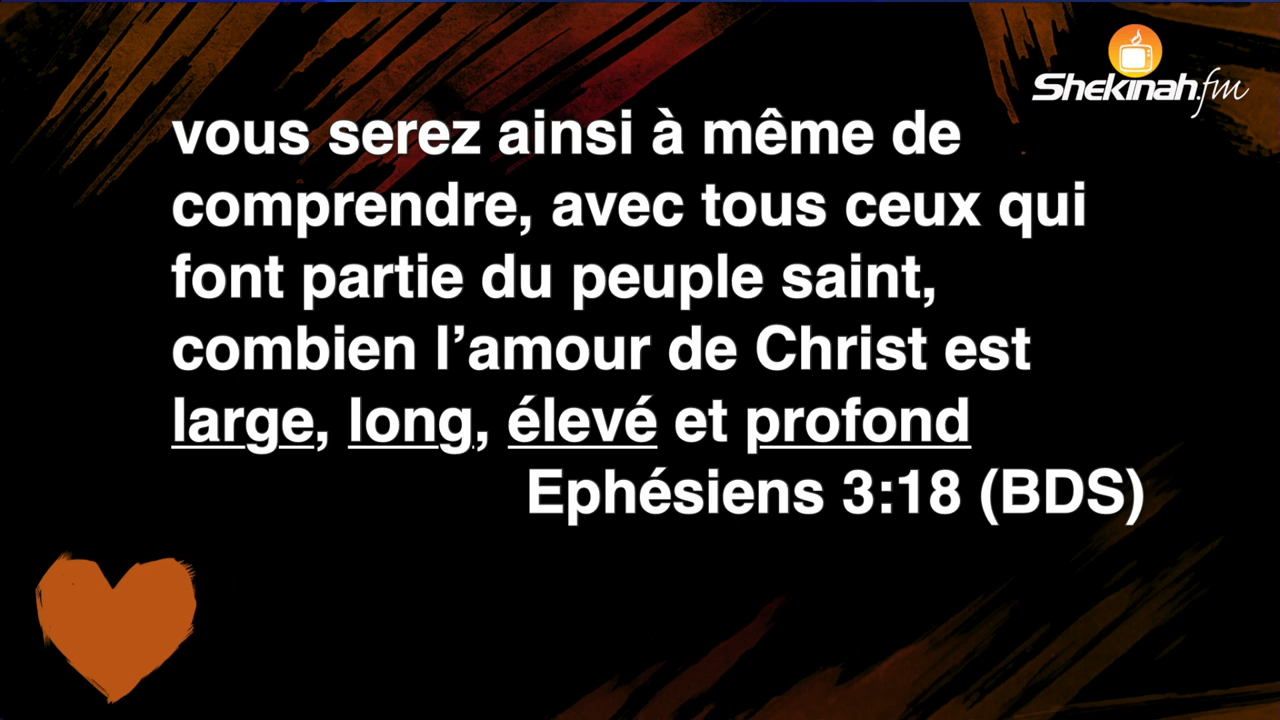 Shekinah.fm
vous serez ainsi à même de
comprendre, avec tous ceux qui
font partie du peuple saint,
combien l’amour de Christ est
large, long, élevé et profond
Ephésiens 3:18 (BDS)